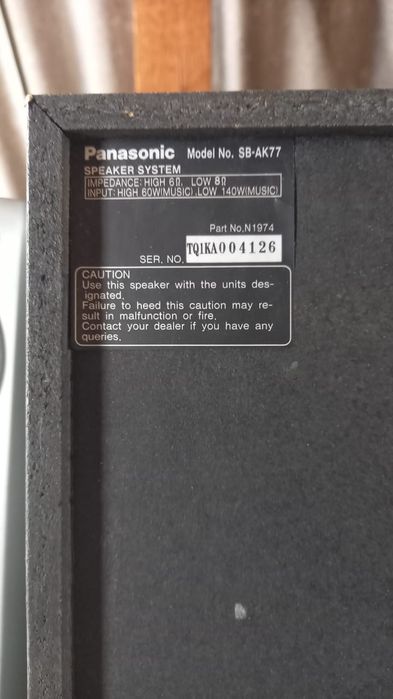 Panasonic Model No. SB-AK77
SPEAKER SYSTEM
IMPEDANCE: HIGH 6Ω, LOW 8Ω
INPUT: HIGH 60W(MUSIC), LOW 140W(MUSIC)
Part No.N1974
SER. NO. TQ1KA004126
CAUTION
Use this speaker with the units des-
ignated.
Failure to heed this caution may re-
sult in malfunction or fire.
Contact your dealer if you have any
queries.